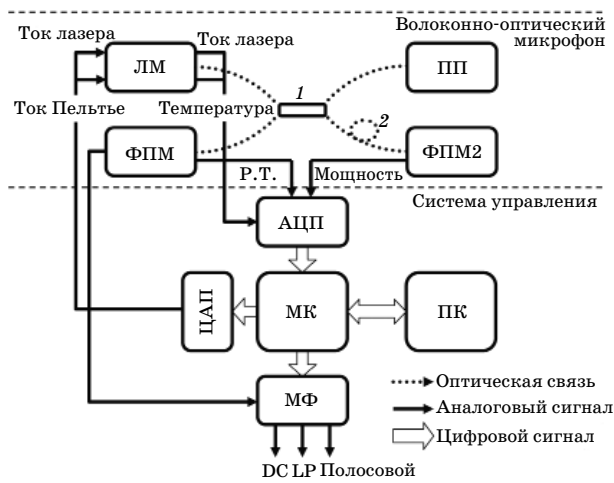 Волоконно-оптический
микрофон
Ток лазера
Ток лазера
ЛМ
ПП
1
Ток Пельтье
Температура
2
ФПМ
ФПМ2
Р.Т.
Мощность
Система управления
АЦП
ЦАП
МК
ПК
МФ
Оптическая связь
Аналоговый сигнал
Цифровой сигнал
DC LP Полосовой